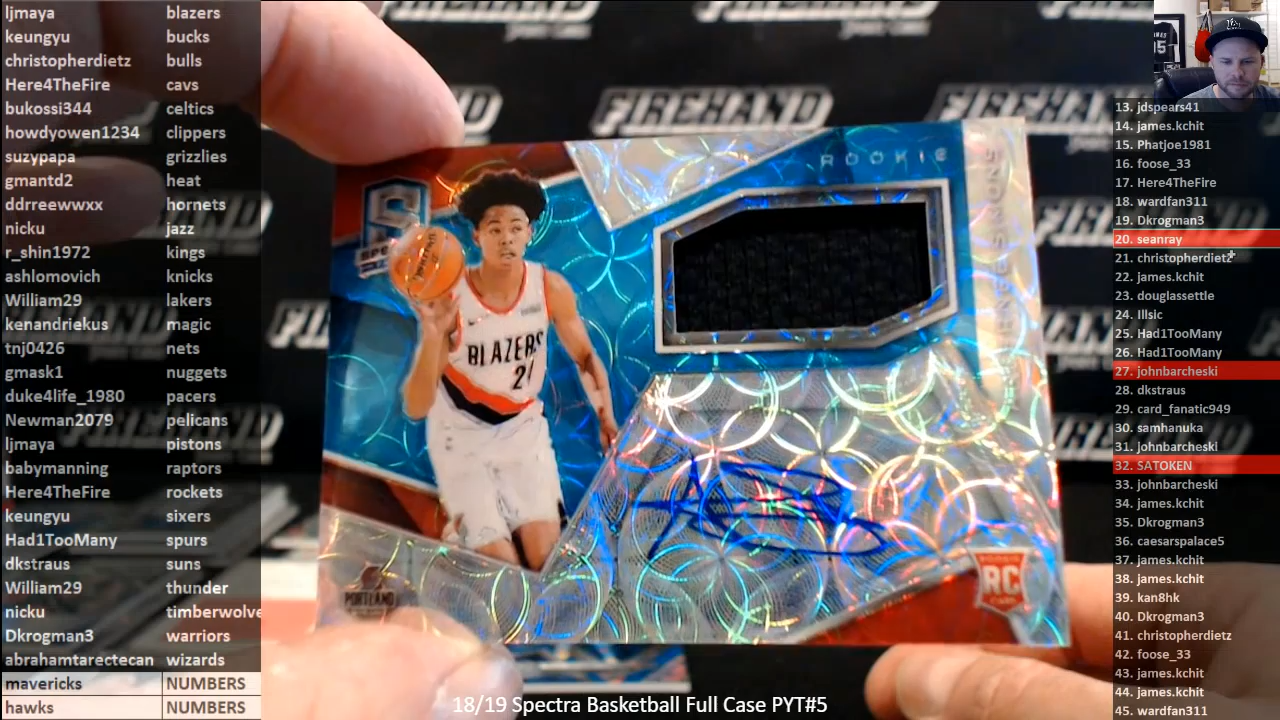 ljmaya blazers
keungyu bucks
christopherdietz bulls
Here4TheFire cavs
bukossi344 celtics
howdyowen1234 clippers
suzypapa grizzlies
gmantd2 heat
ddrreewwxx hornets
nicku jazz
r_shin1972 kings
ashlomovich knicks
William29 lakers
kenandriekus magic
tnj0426 nets
gmask1 nuggets
duke4life_1980 pacers
Newman2079 pelicans
ljmaya pistons
babymanning raptors
Here4TheFire rockets
keungyu sixers
Had1TooMany spurs
dkstraus suns
William29 thunder
nicku timberwolve
Dkrogman3 warriors
abrahamtarectecan wizards
mavericks NUMBERS
hawks NUMBERS
FIREHAND
FIREHAND
FIREHAND
ROOKIE
BLAZERS
PORTLAND
RC
18/19 Spectra Basketball Full Case PYT#5
13. jdspears41
14. james.kchit
15. Phatjoe1981
16. foose_33
17. Here4TheFire
18. wardfan311
19. Dkrogman3
20. seanray
21. christopherdietz
22. james.kchit
23. douglassettle
24. Illsic
25. Had1TooMany
26. Had1TooMany
27. johnbarcheski
28. dkstraus
29. card_fanatic949
30. samhanuka
31. johnbarcheski
32. SATOKEN
33. johnbarcheski
34. james.kchit
35. Dkrogman3
36. caesarspalace5
37. james.kchit
38. james.kchit
39. kan8hk
40. Dkrogman3
41. christopherdietz
42. foose_33
43. james.kchit
44. james.kchit
45. wardfan311